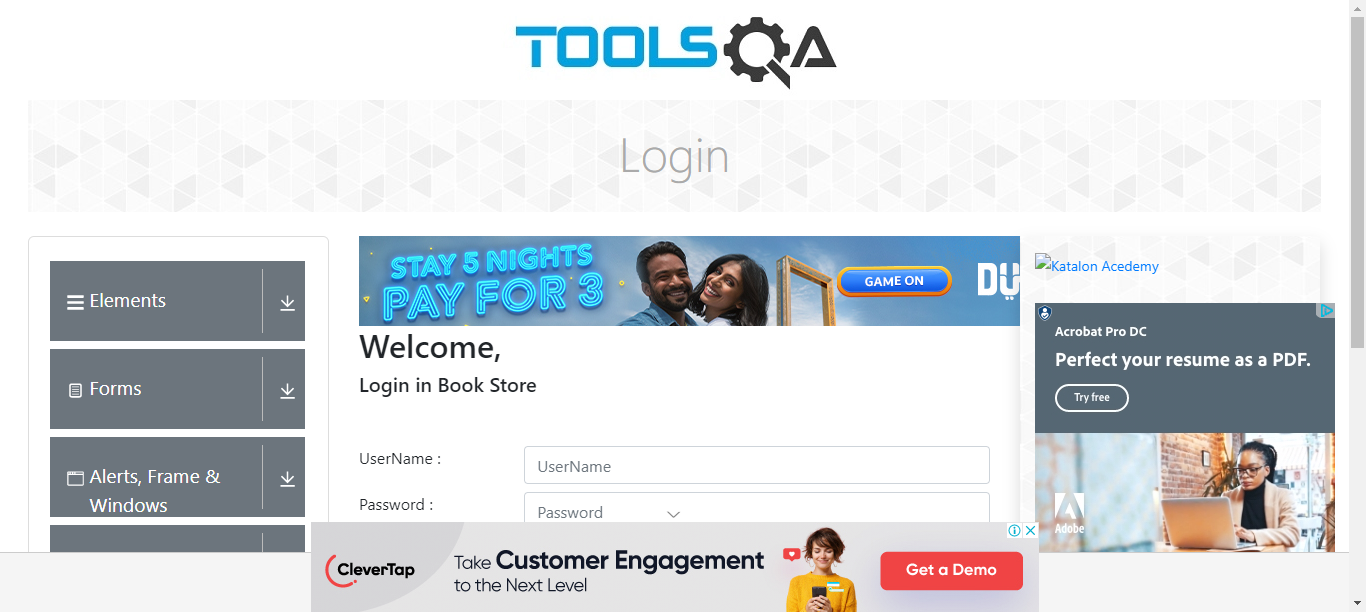 TOOLSQA
Login
Elements
Forms
Alerts, Frame &
Windows
STAY 5 NIGHTS
PAY FOR 3
GAME ON
Welcome,
Login in Book Store
UserName :
UserName
Password :
Password
Katalon Acedemy
Acrobat Pro DC
Perfect your resume as a PDF.
Try free
Adobe
CleverTap
Take Customer Engagement
to the Next Level
Get a Demo